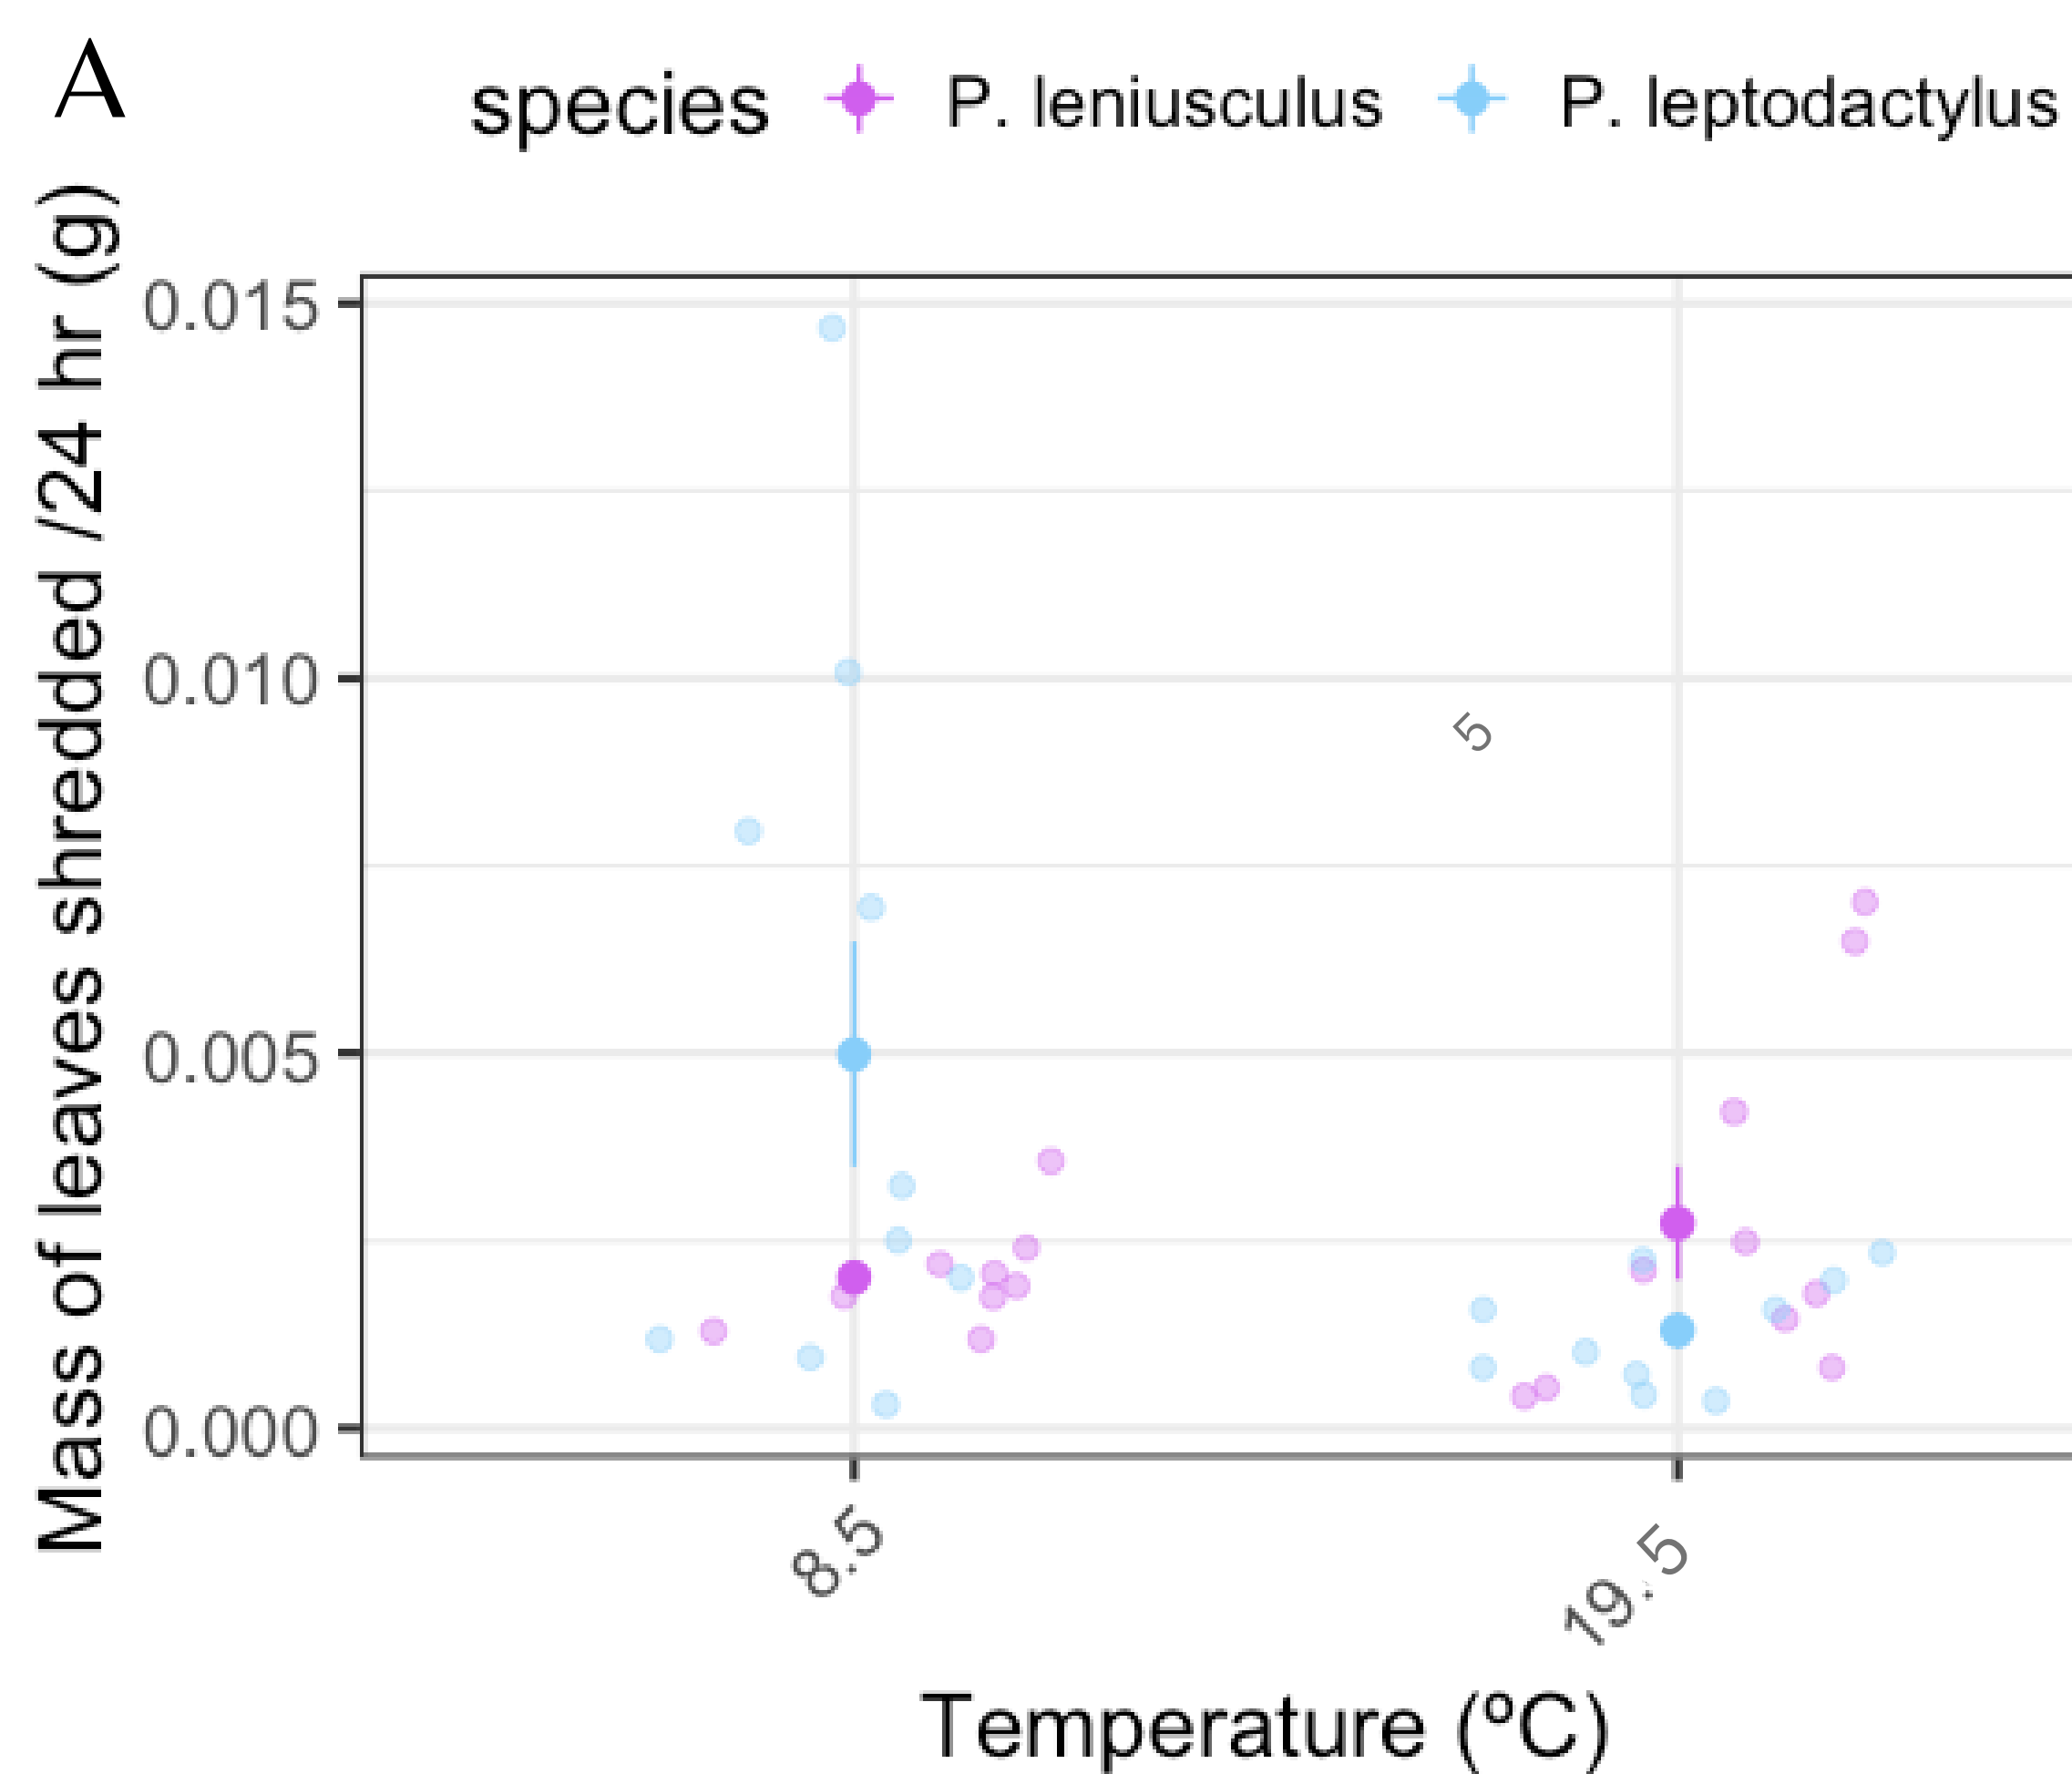 A
species P. leniusculus P. leptodactylus
Mass of leaves shredded /24 hr (g)
0.015
0.010
5
0.005
0.000
8.5
19.5
Temperature (ºC)